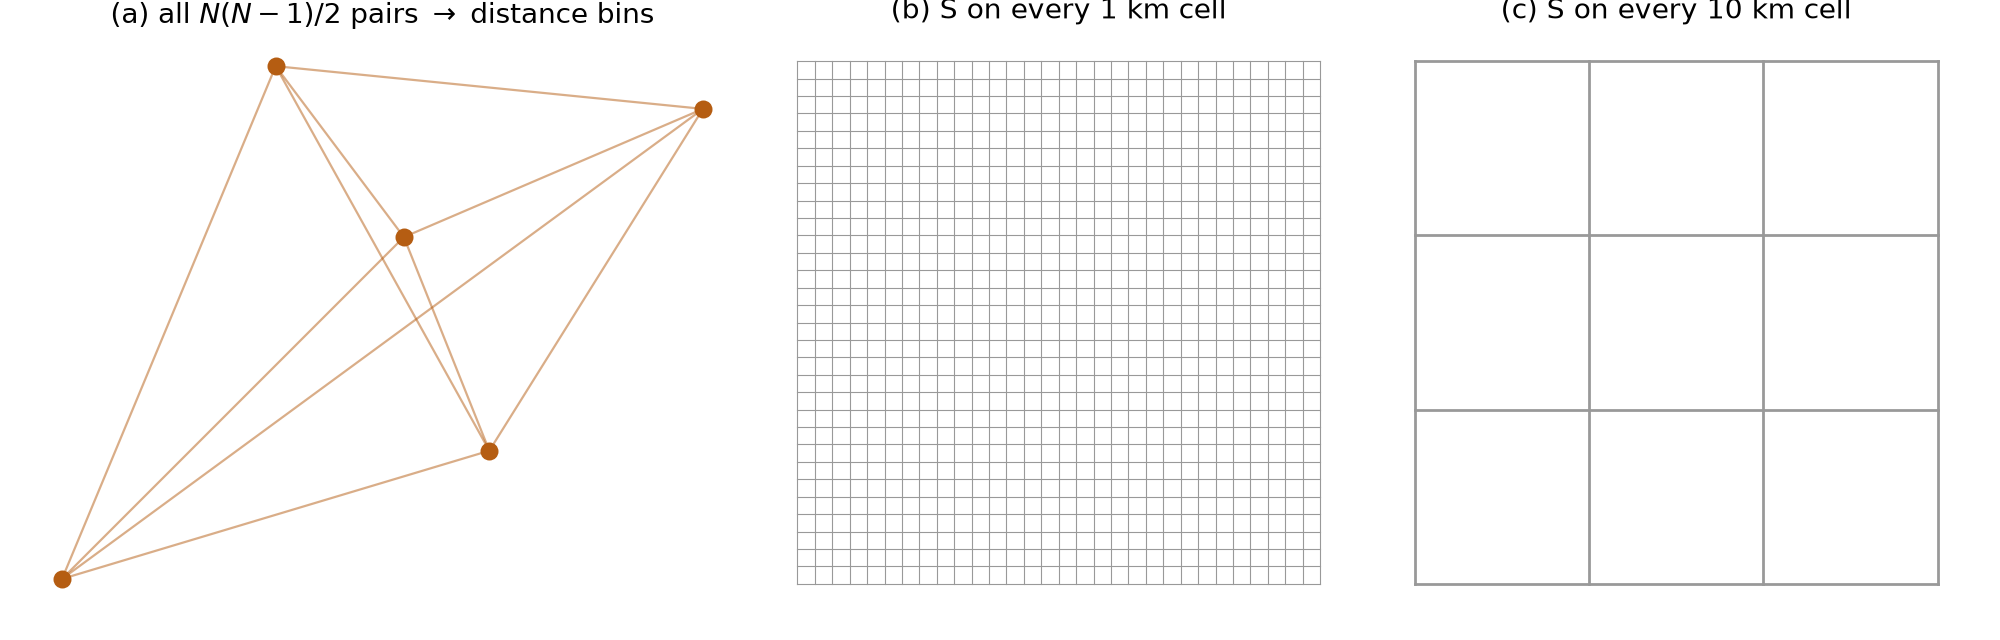 (a) all N(N − 1)/2 pairs → distance bins
(b) S on every 1 km cell
(c) S on every 10 km cell